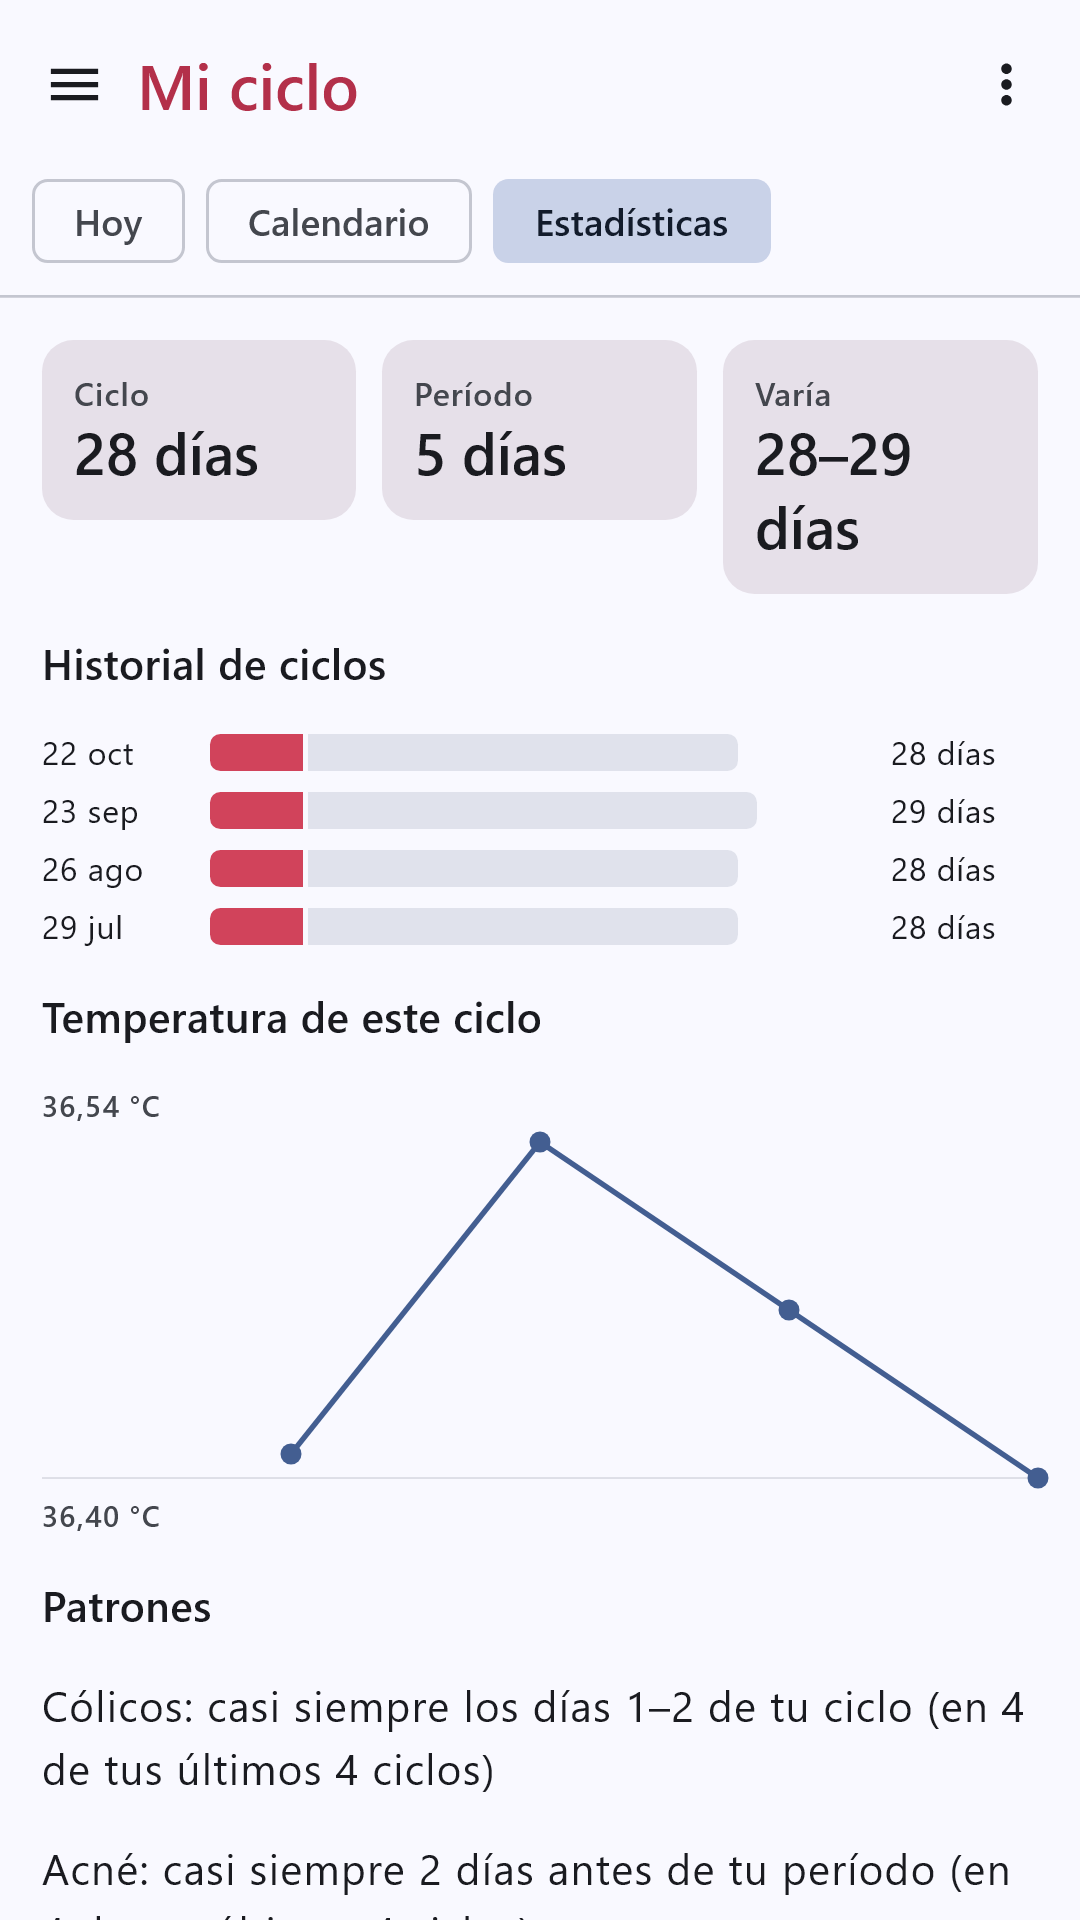 Mi ciclo
Hoy
Calendario
Estadísticas
Ciclo
28 días
Período
5 días
Varía
28–29
días
Historial de ciclos
22 oct
28 días
23 sep
29 días
26 ago
28 días
29 jul
28 días
Temperatura de este ciclo
36,54 °C
36,40 °C
Patrones
Cólicos: casi siempre los días 1–2 de tu ciclo (en 4
de tus últimos 4 ciclos)
Acné: casi siempre 2 días antes de tu período (en